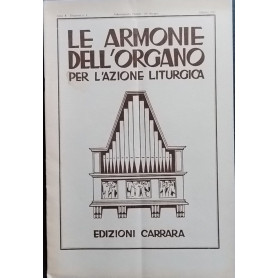 LE ARMONIE
DELL'ORGANO
PER L'AZIONE LITURGICA
EDIZIONI CARRARA